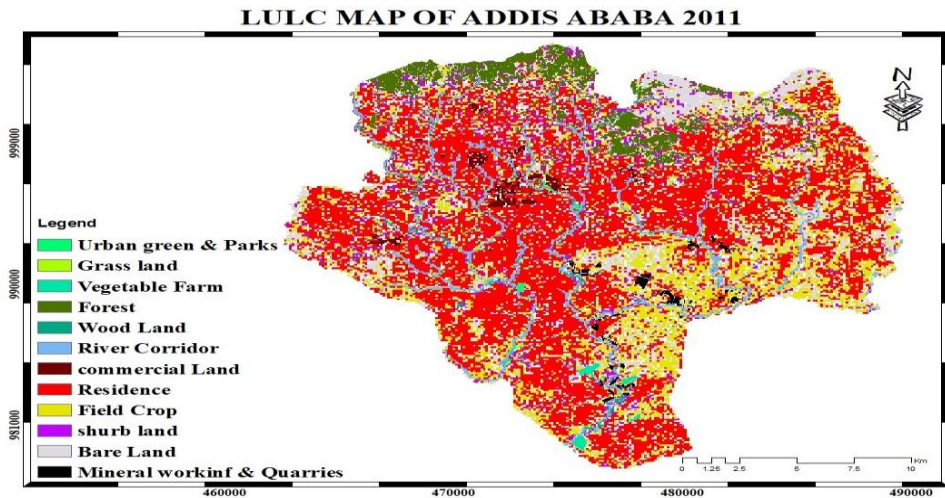 LULC MAP OF ADDIS ABABA 2011
N
999000
990000
981000
Legend
Urban green & Parks
Grass land
Vegetable Farm
Forest
Wood Land
River Corridor
commercial Land
Residence
Field Crop
shurb land
Bare Land
Mineral workinf & Quarries
Km
0 1.25 2.5 5 7.5 10
460000 470000 480000 490000